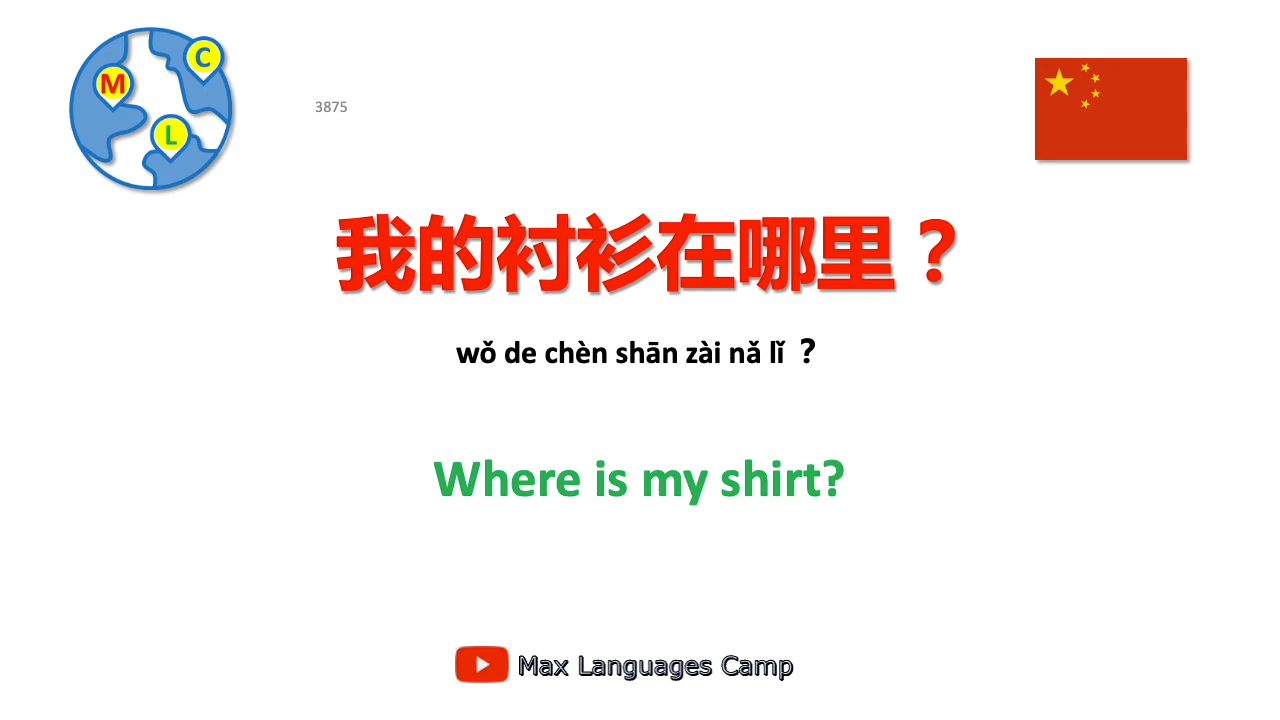 C
M
L
3875
我的衬衫在哪里？
wǒ de chèn shān zài nǎ lǐ ？
Where is my shirt?
Max Languages Camp